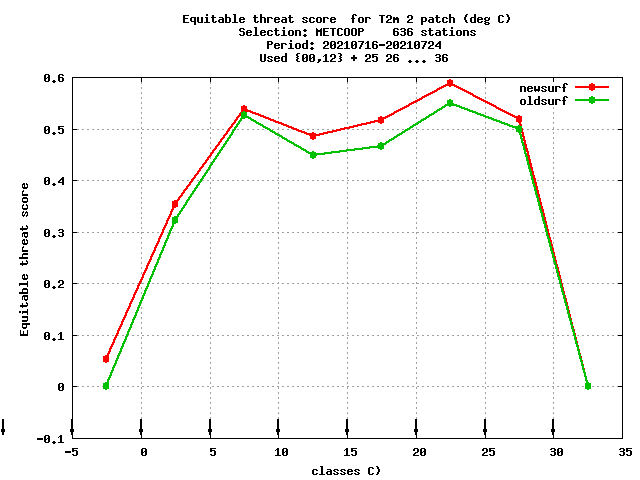 Equitable threat score  for T2m 2 patch (deg C)
Selection: METCOOP    636 stations
Period: 20210716-20210724
Used {00,12} + 25 26 ... 36
newsurf
oldsurf
0.6
0.5
0.4
0.3
0.2
0.1
0
-0.1
Equitable threat score
-5 0 5 10 15 20 25 30 35
classes C)